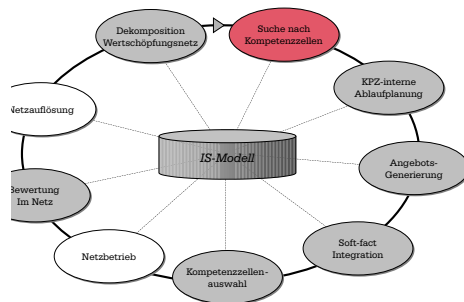 Dekomposition
Wertschöpfungsnetz
Suche nach
Kompetenzzellen
KPZ-interne
Ablaufplanung
Angebots-
Generierung
Soft-fact
Integration
Kompetenzzellen-
auswahl
Netzbetrieb
Bewertung
Im Netz
Netzauflösung
IS-Modell